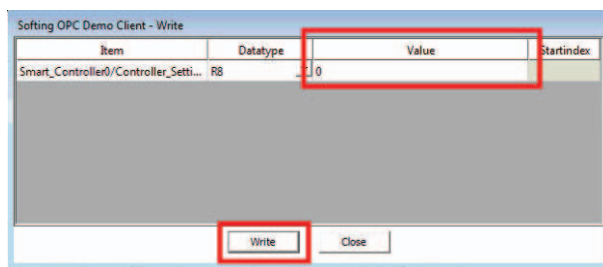 Softing OPC Demo Client - Write
Item Datatype Value Startindex
Smart_Controller0/Controller_Setti... R8 0
Write Close